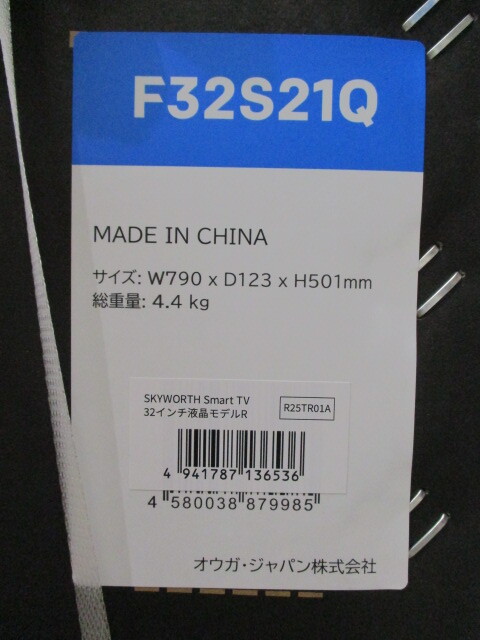 F32S21Q
MADE IN CHINA
サイズ: W790 x D123 x H501mm
総重量: 4.4 kg
SKYWORTH Smart TV
32インチ液晶モデルR
R25TR01A
4 941787 136536
4 580038 879985
オウガ・ジャパン株式会社